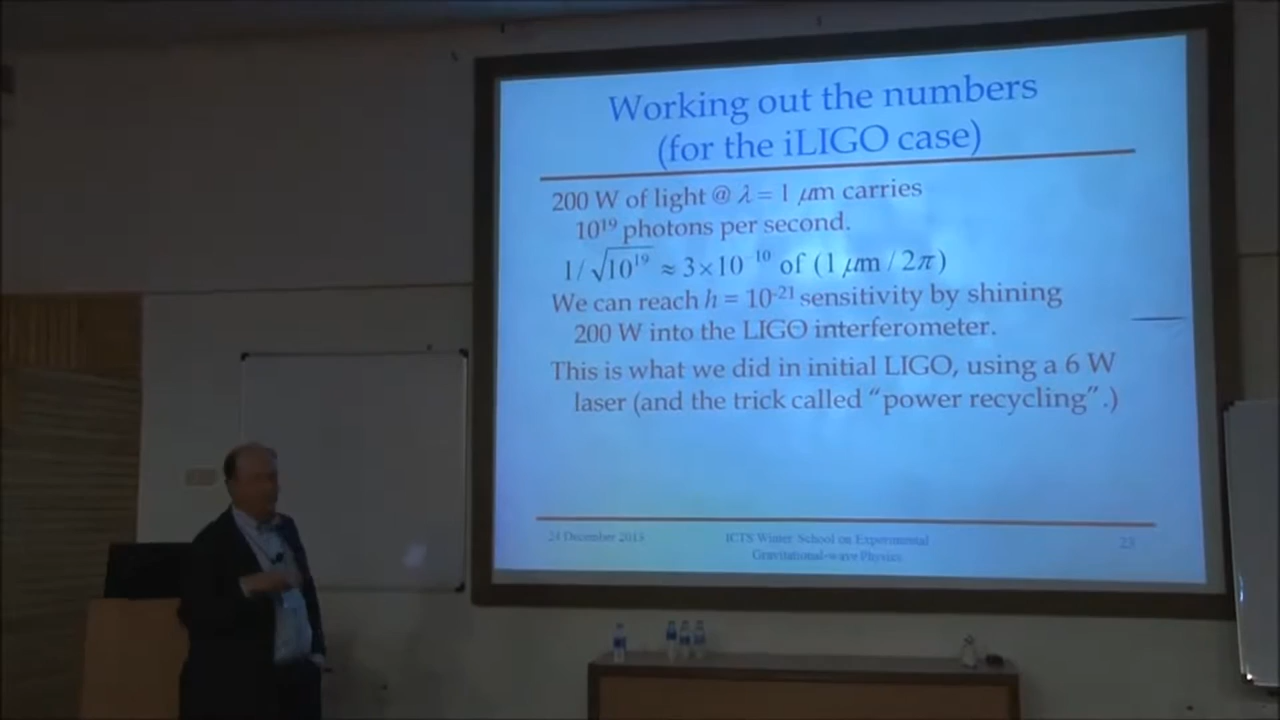 Working out the numbers
(for the iLIGO case)
200 W of light @ λ = 1 μm carries
10¹⁹ photons per second.
1/√10¹⁹ ≈ 3×10⁻¹⁰ of (1 μm / 2π)
We can reach h = 10⁻²¹ sensitivity by shining
200 W into the LIGO interferometer.
This is what we did in initial LIGO, using a 6 W
laser (and the trick called “power recycling”.)
24 December 2013
ICTS Winter School on Experimental
Gravitational-wave Physics
23